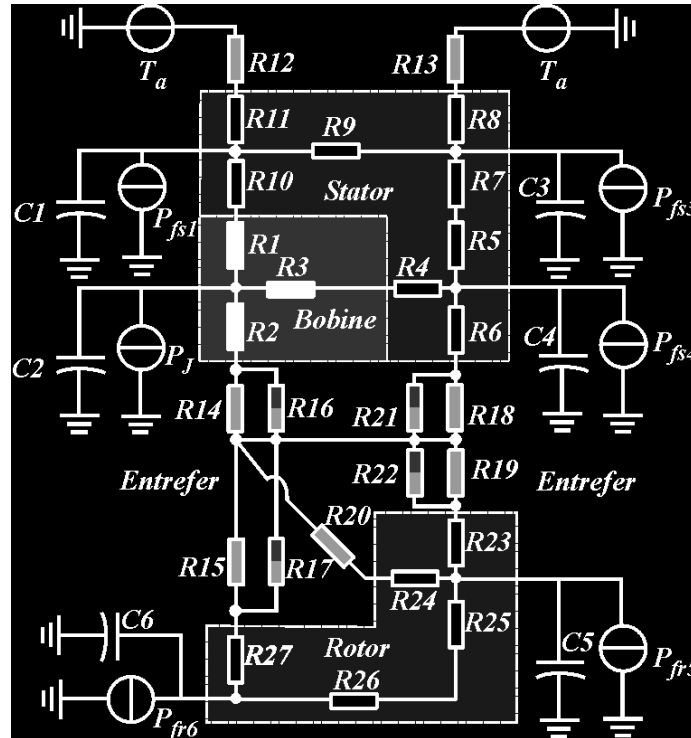 T_a R12 R13 T_a
R11 R9 R8
C1 P_fs1 R10 Stator R7 C3 P_fs3
R1 R3 R4 R5
C2 P_J R2 Bobine R6 C4 P_fs4
R14 R16 R21 R18
Entrefer R22 R19 Entrefer
R20
R15 R17 R24 R23
C6 R27 Rotor R25 C5 P_fr5
P_fr6 R26